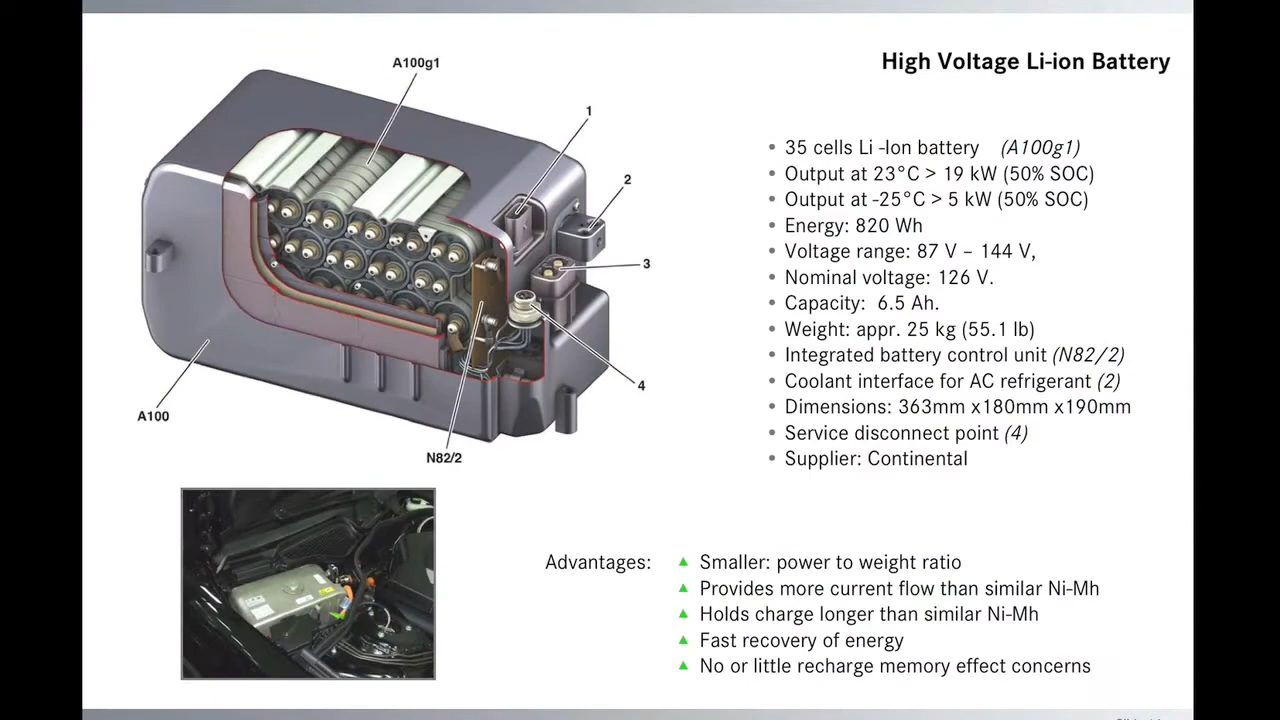 High Voltage Li-ion Battery
A100g1
1
2
3
4
A100
N82/2
• 35 cells Li -Ion battery (A100g1)
• Output at 23°C > 19 kW (50% SOC)
• Output at -25°C > 5 kW (50% SOC)
• Energy: 820 Wh
• Voltage range: 87 V – 144 V,
• Nominal voltage: 126 V.
• Capacity: 6.5 Ah.
• Weight: appr. 25 kg (55.1 lb)
• Integrated battery control unit (N82/2)
• Coolant interface for AC refrigerant (2)
• Dimensions: 363mm x180mm x190mm
• Service disconnect point (4)
• Supplier: Continental
Advantages:
▲ Smaller: power to weight ratio
▲ Provides more current flow than similar Ni-Mh
▲ Holds charge longer than similar Ni-Mh
▲ Fast recovery of energy
▲ No or little recharge memory effect concerns